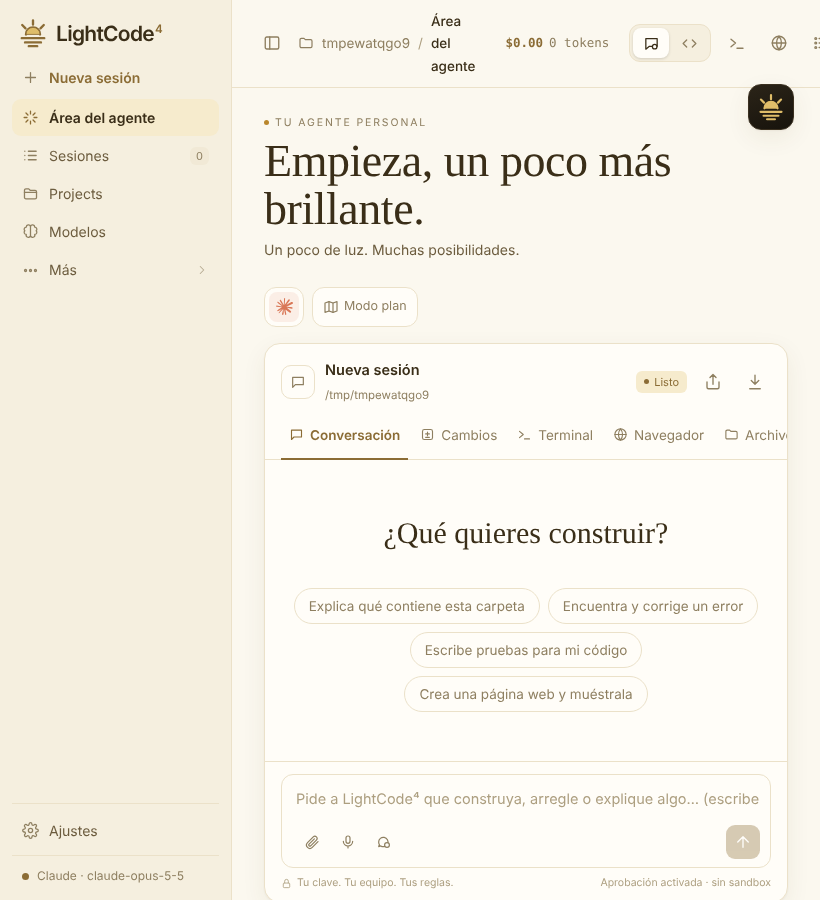 LightCode⁴
Nueva sesión
Área del agente
Sesiones 0
Projects
Modelos
Más
Ajustes
Claude · claude-opus-5-5
tmpewatqgo9 / Área del agente
$0.00 0 tokens
TU AGENTE PERSONAL
Empieza, un poco más
brillante.
Un poco de luz. Muchas posibilidades.
Modo plan
Nueva sesión
/tmp/tmpewatqgo9
Listo
Conversación Cambios Terminal Navegador Archivo
¿Qué quieres construir?
Explica qué contiene esta carpeta
Encuentra y corrige un error
Escribe pruebas para mi código
Crea una página web y muéstrala
Pide a LightCode⁴ que construya, arregle o explique algo... (escribe
Tu clave. Tu equipo. Tus reglas.
Aprobación activada · sin sandbox